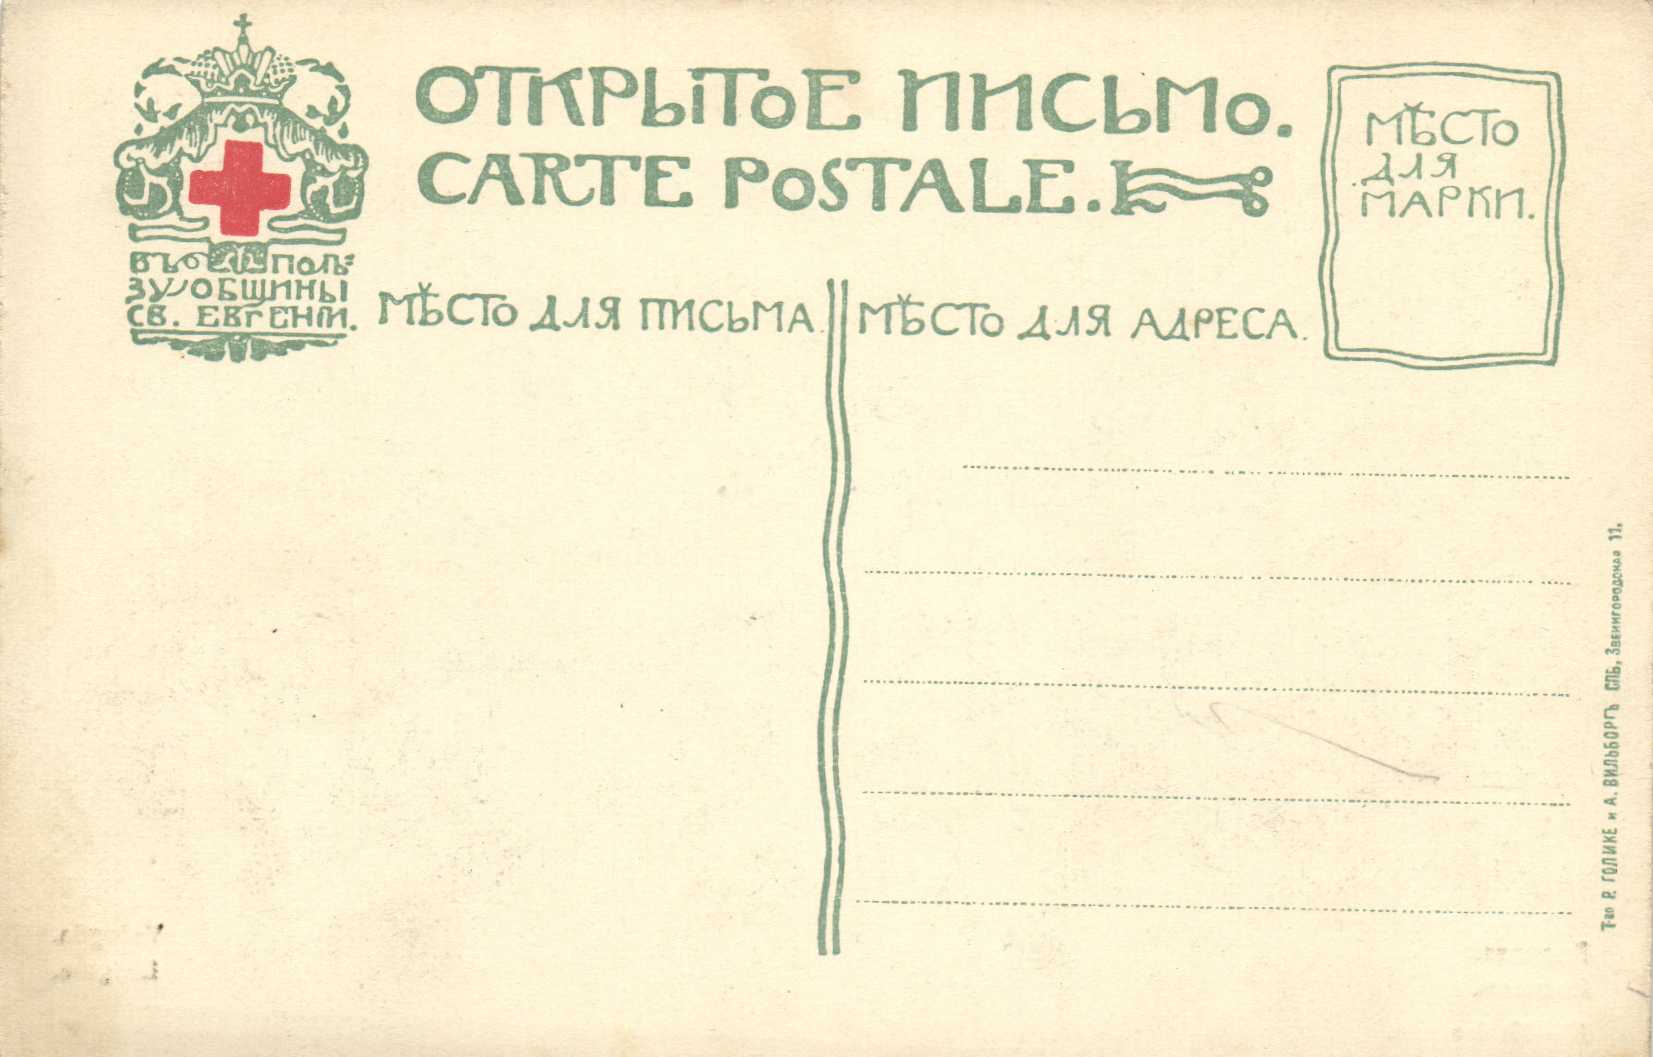 ОТКРЫТОЕ ПИСЬМО.
CARTE POSTALE.
МѢСТО
ДЛЯ
МАРКИ.
ВЪ ПОЛЬ-
ЗУ ОБЩИНЫ
СВ. ЕВГЕНІИ.
МѢСТО ДЛЯ ПИСЬМА.
МѢСТО ДЛЯ АДРЕСА.
Т-во Р. ГОЛИКЕ и А. ВИЛЬБОРГЪ СПБ, Звенигородская 11.